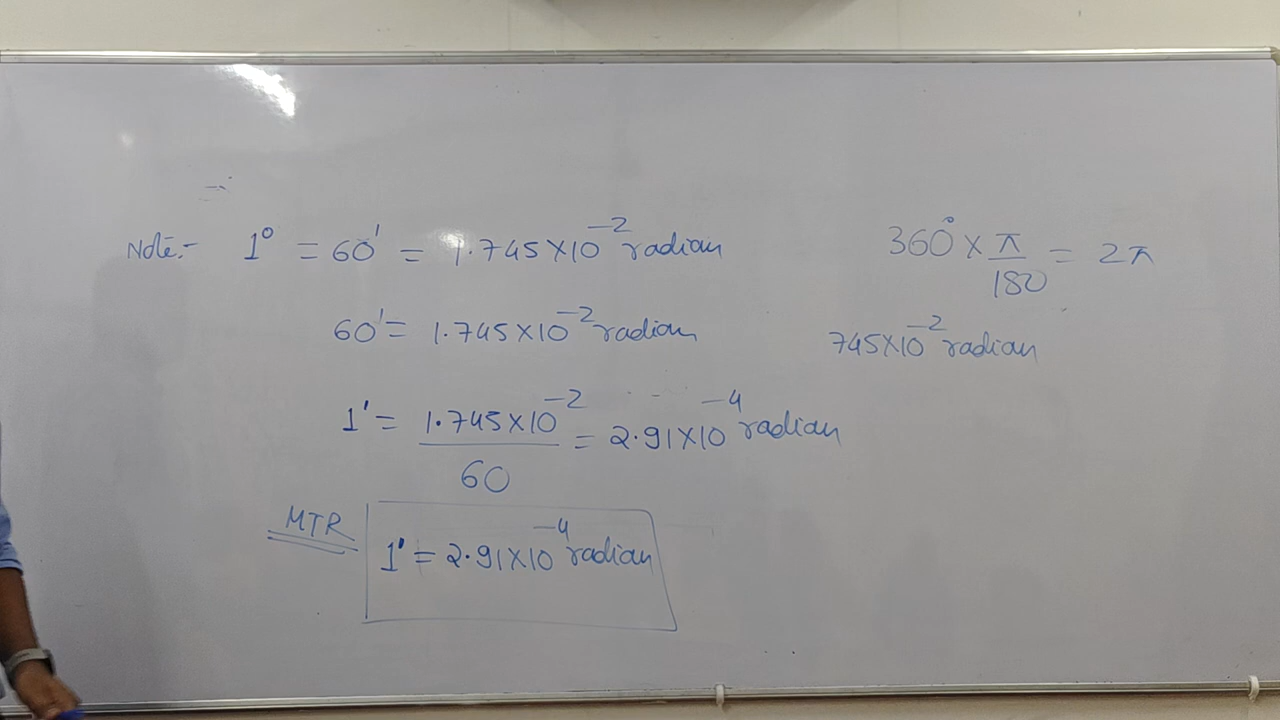 Note:- 1° = 60' = 1.745×10⁻² radian
60' = 1.745×10⁻² radian
1' = 1.745×10⁻² / 60 = 2.91×10⁻⁴ radian
MTR 1' = 2.91×10⁻⁴ radian
360° × π/180 = 2π
745×10⁻² radian